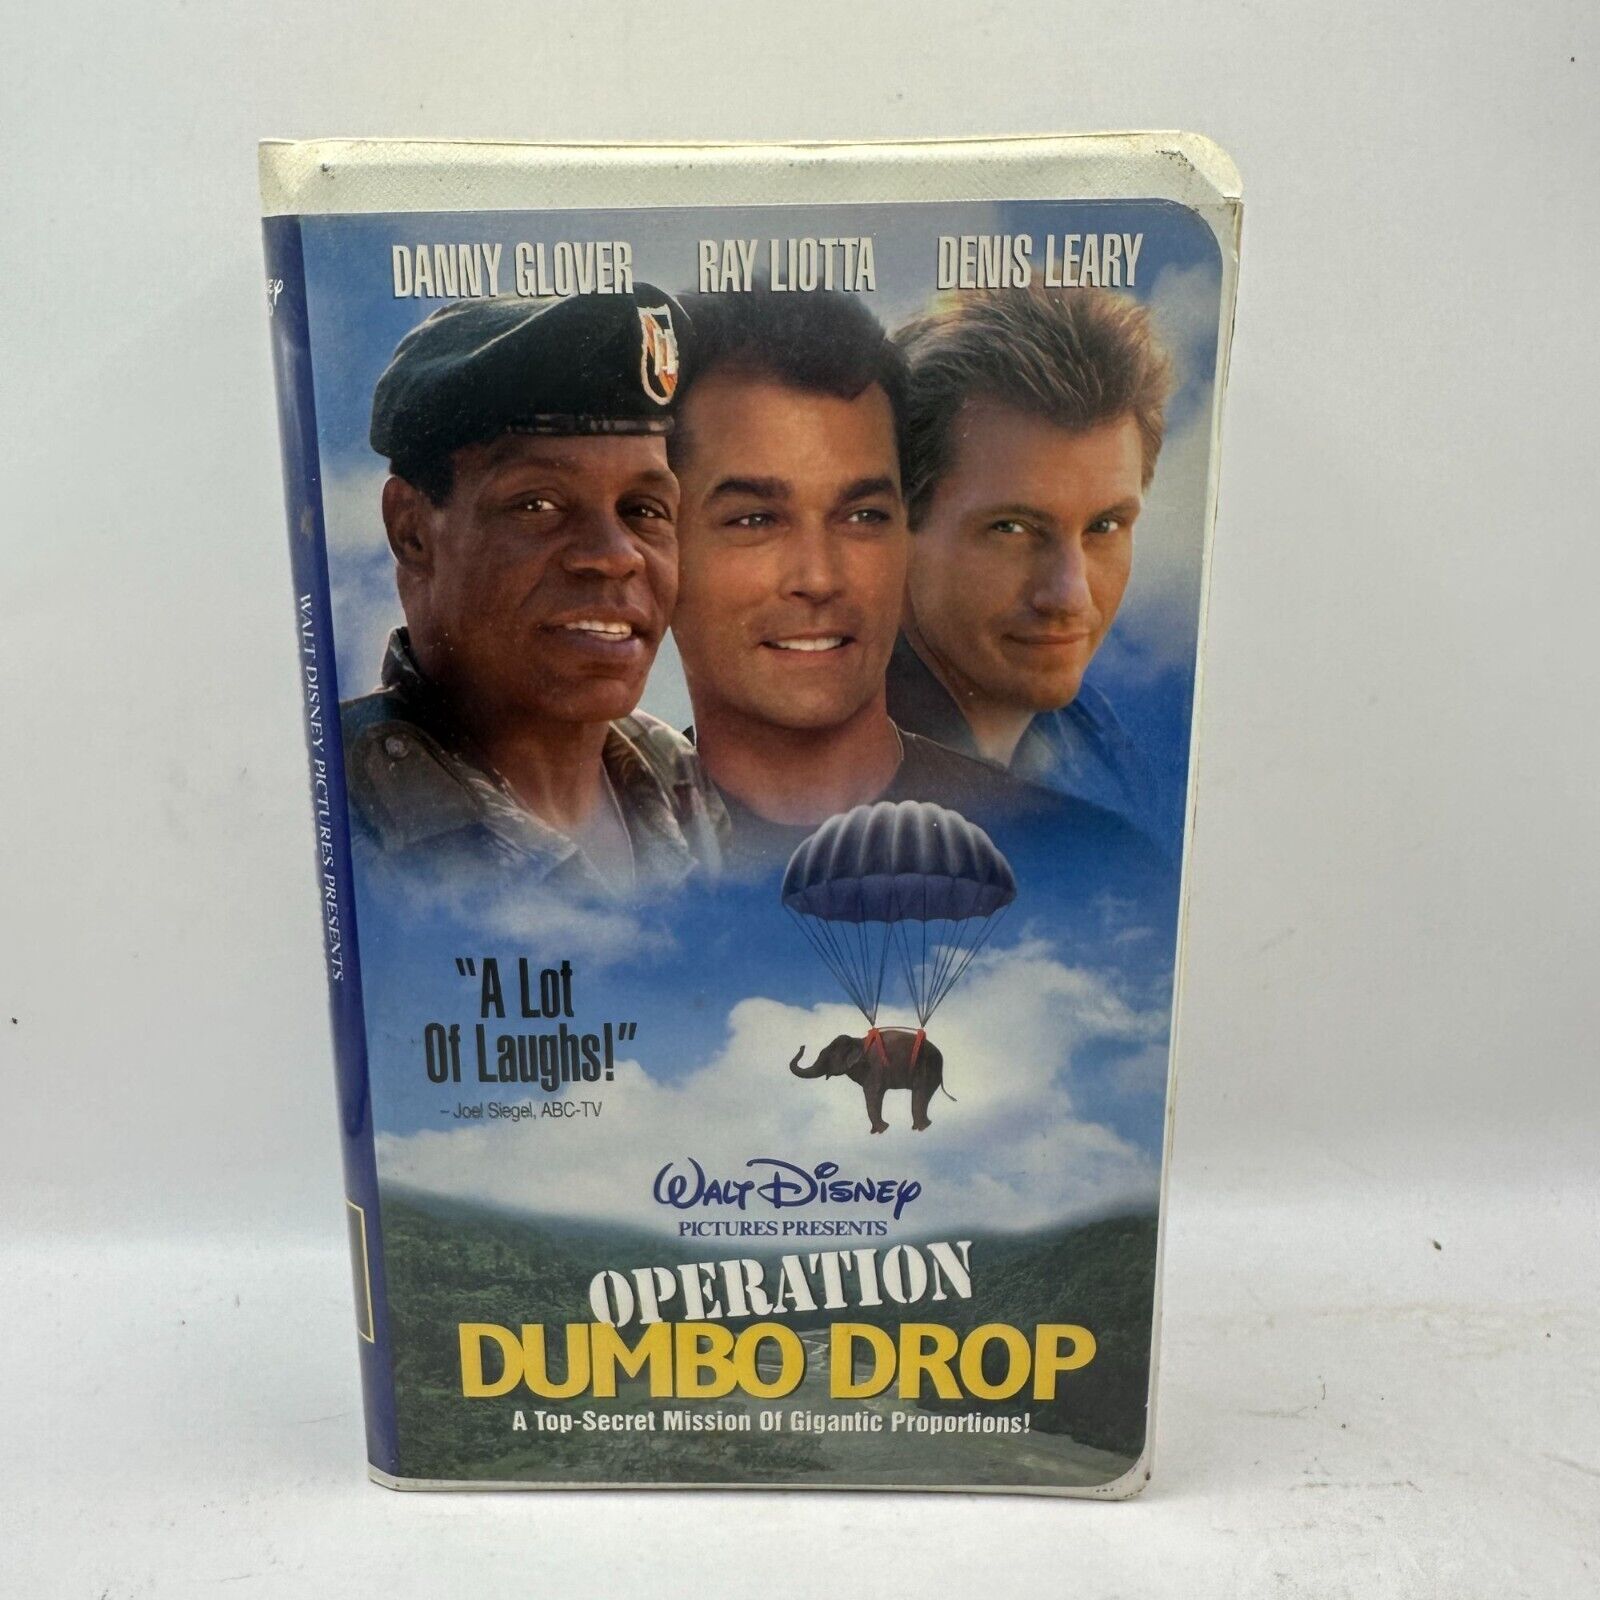 DANNY GLOVER RAY LIOTTA DENIS LEARY
"A Lot
Of Laughs!"
– Joel Siegel, ABC-TV
WALT DISNEY
PICTURES PRESENTS
OPERATION
DUMBO DROP
A Top-Secret Mission Of Gigantic Proportions!
WALT DISNEY PICTURES PRESENTS